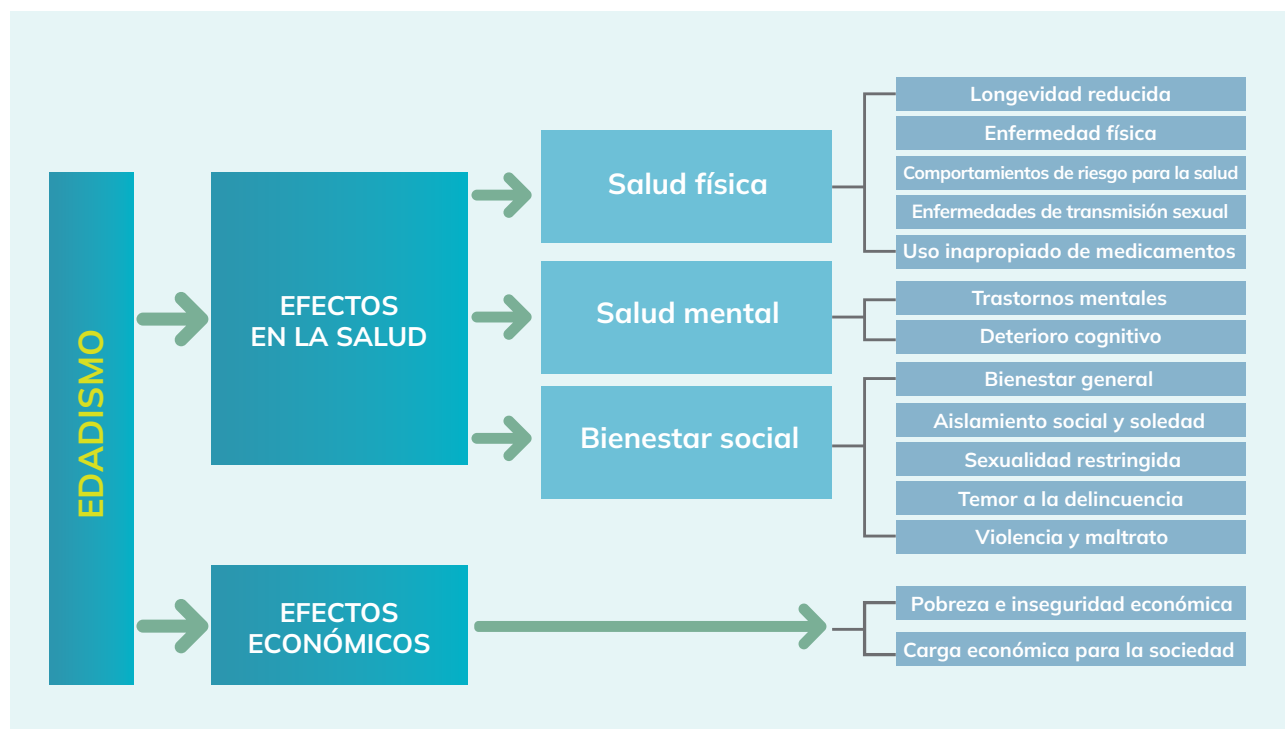 EDADISMO
EFECTOS
EN LA SALUD
Salud física
Longevidad reducida
Enfermedad física
Comportamientos de riesgo para la salud
Enfermedades de transmisión sexual
Uso inapropiado de medicamentos
Salud mental
Trastornos mentales
Deterioro cognitivo
Bienestar social
Bienestar general
Aislamiento social y soledad
Sexualidad restringida
Temor a la delincuencia
Violencia y maltrato
EFECTOS
ECONÓMICOS
Pobreza e inseguridad económica
Carga económica para la sociedad